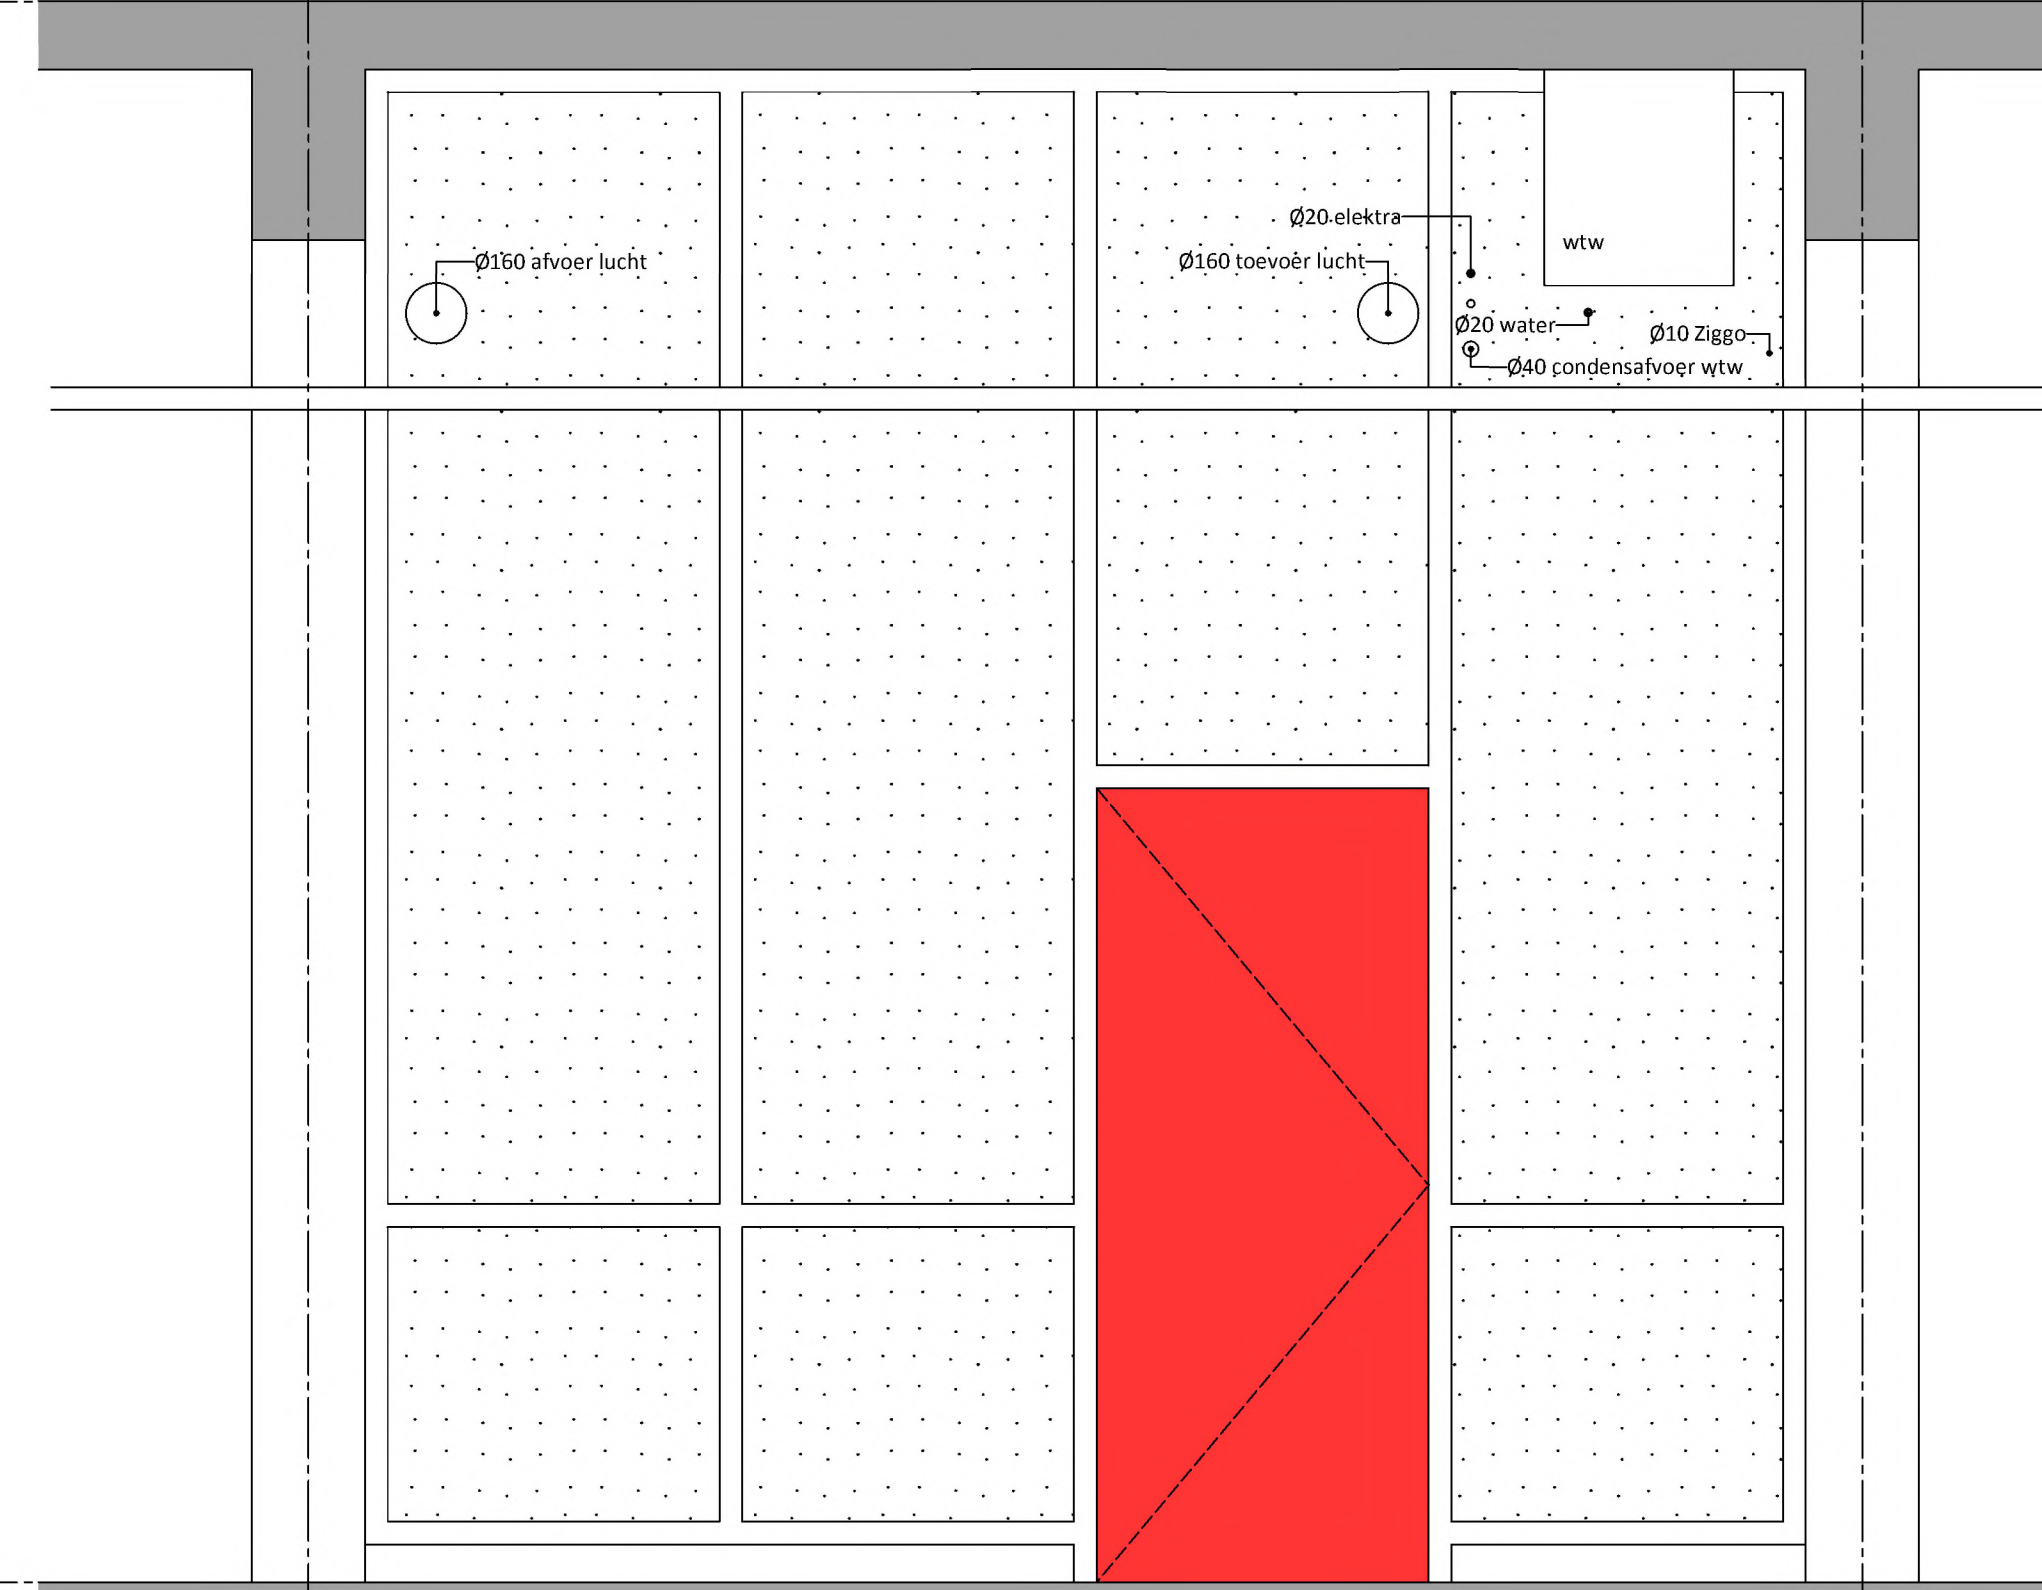 Ø20 elektra
wtw
Ø160 afvoer lucht
Ø160 toevoer lucht
Ø20 water
Ø10 Ziggo
Ø40 condensafvoer wtw